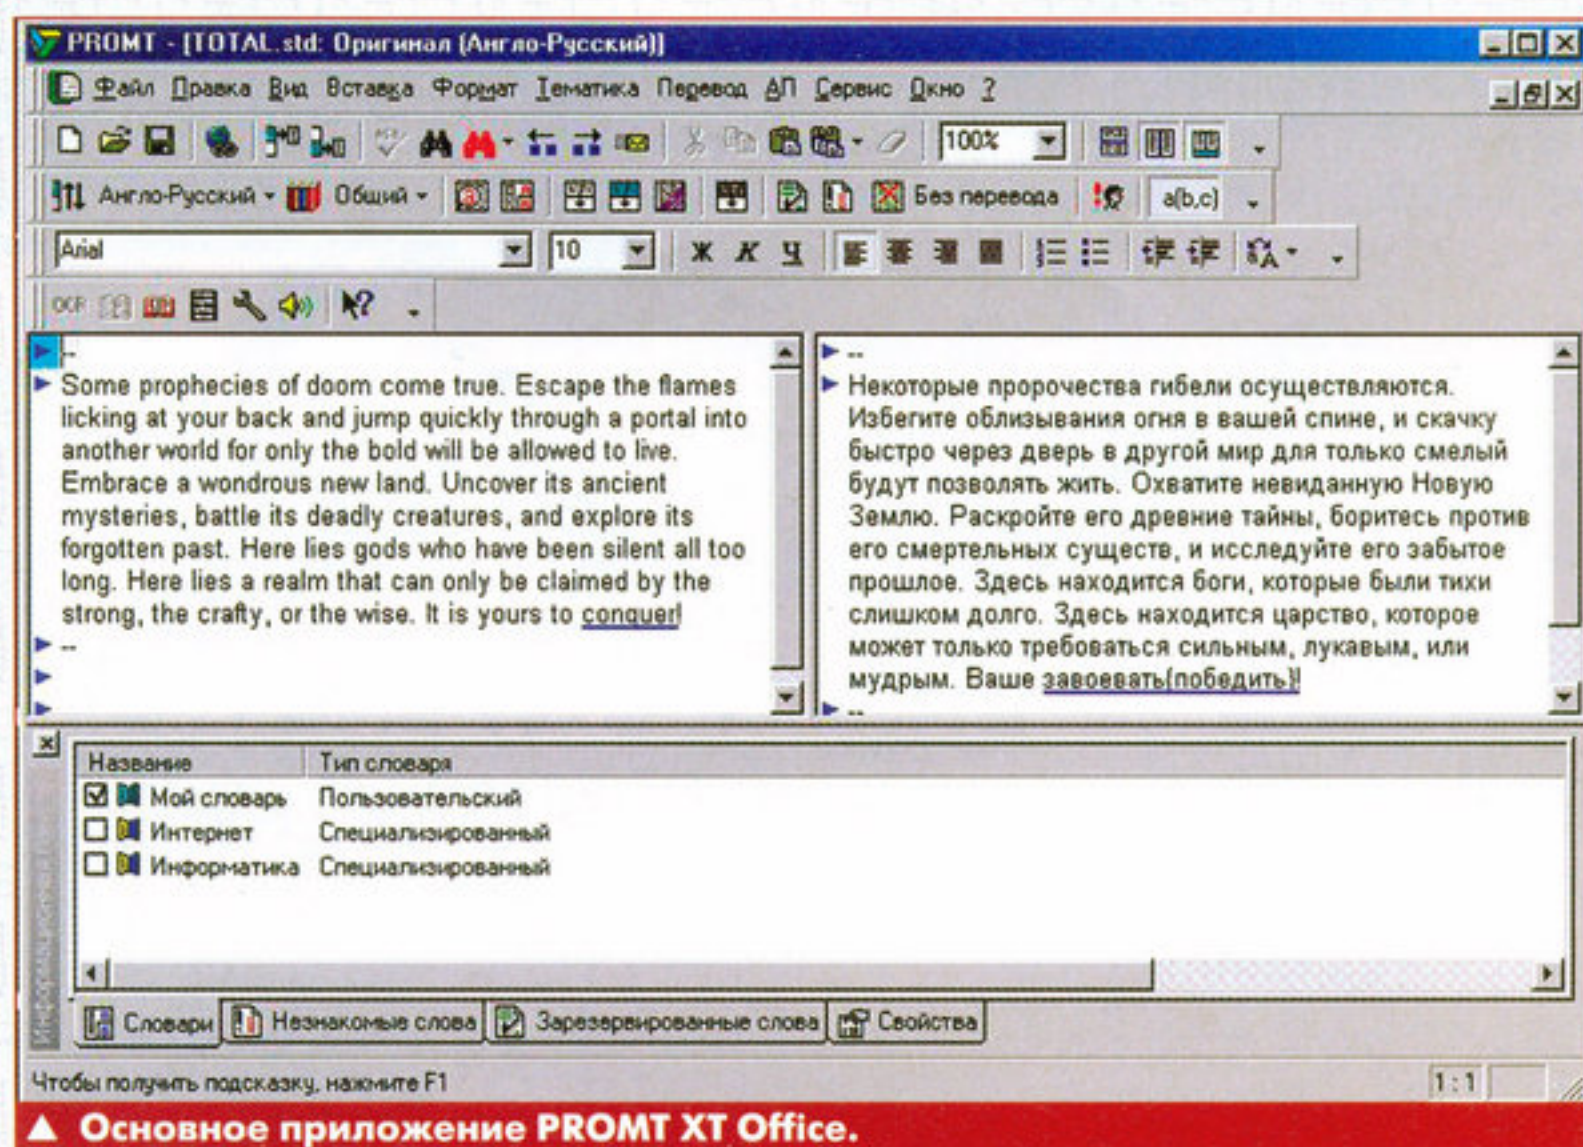 PROMT - [TOTAL.std: Оригинал (Англо-Русский)]
Файл Правка Вид Вставка Формат Тематика Перевод АП Сервис Окно ?
100%
Англо-Русский Общий Без перевода a(b,c)
Arial 10 Ж К Ч
OCR
--
Some prophecies of doom come true. Escape the flames
licking at your back and jump quickly through a portal into
another world for only the bold will be allowed to live.
Embrace a wondrous new land. Uncover its ancient
mysteries, battle its deadly creatures, and explore its
forgotten past. Here lies gods who have been silent all too
long. Here lies a realm that can only be claimed by the
strong, the crafty, or the wise. It is yours to conquer!
--
--
Некоторые пророчества гибели осуществляются.
Избегите облизывания огня в вашей спине, и скачку
быстро через дверь в другой мир для только смелый
будут позволять жить. Охватите невиданную Новую
Землю. Раскройте его древние тайны, боритесь против
его смертельных существ, и исследуйте его забытое
прошлое. Здесь находится боги, которые были тихи
слишком долго. Здесь находится царство, которое
может только требоваться сильным, лукавым, или
мудрым. Ваше завоевать(победить)!
--
Название Тип словаря
Мой словарь Пользовательский
Интернет Специализированный
Информатика Специализированный
Словари Незнакомые слова Зарезервированные слова Свойства
Чтобы получить подсказку, нажмите F1
1:1
Основное приложение PROMT XT Office.